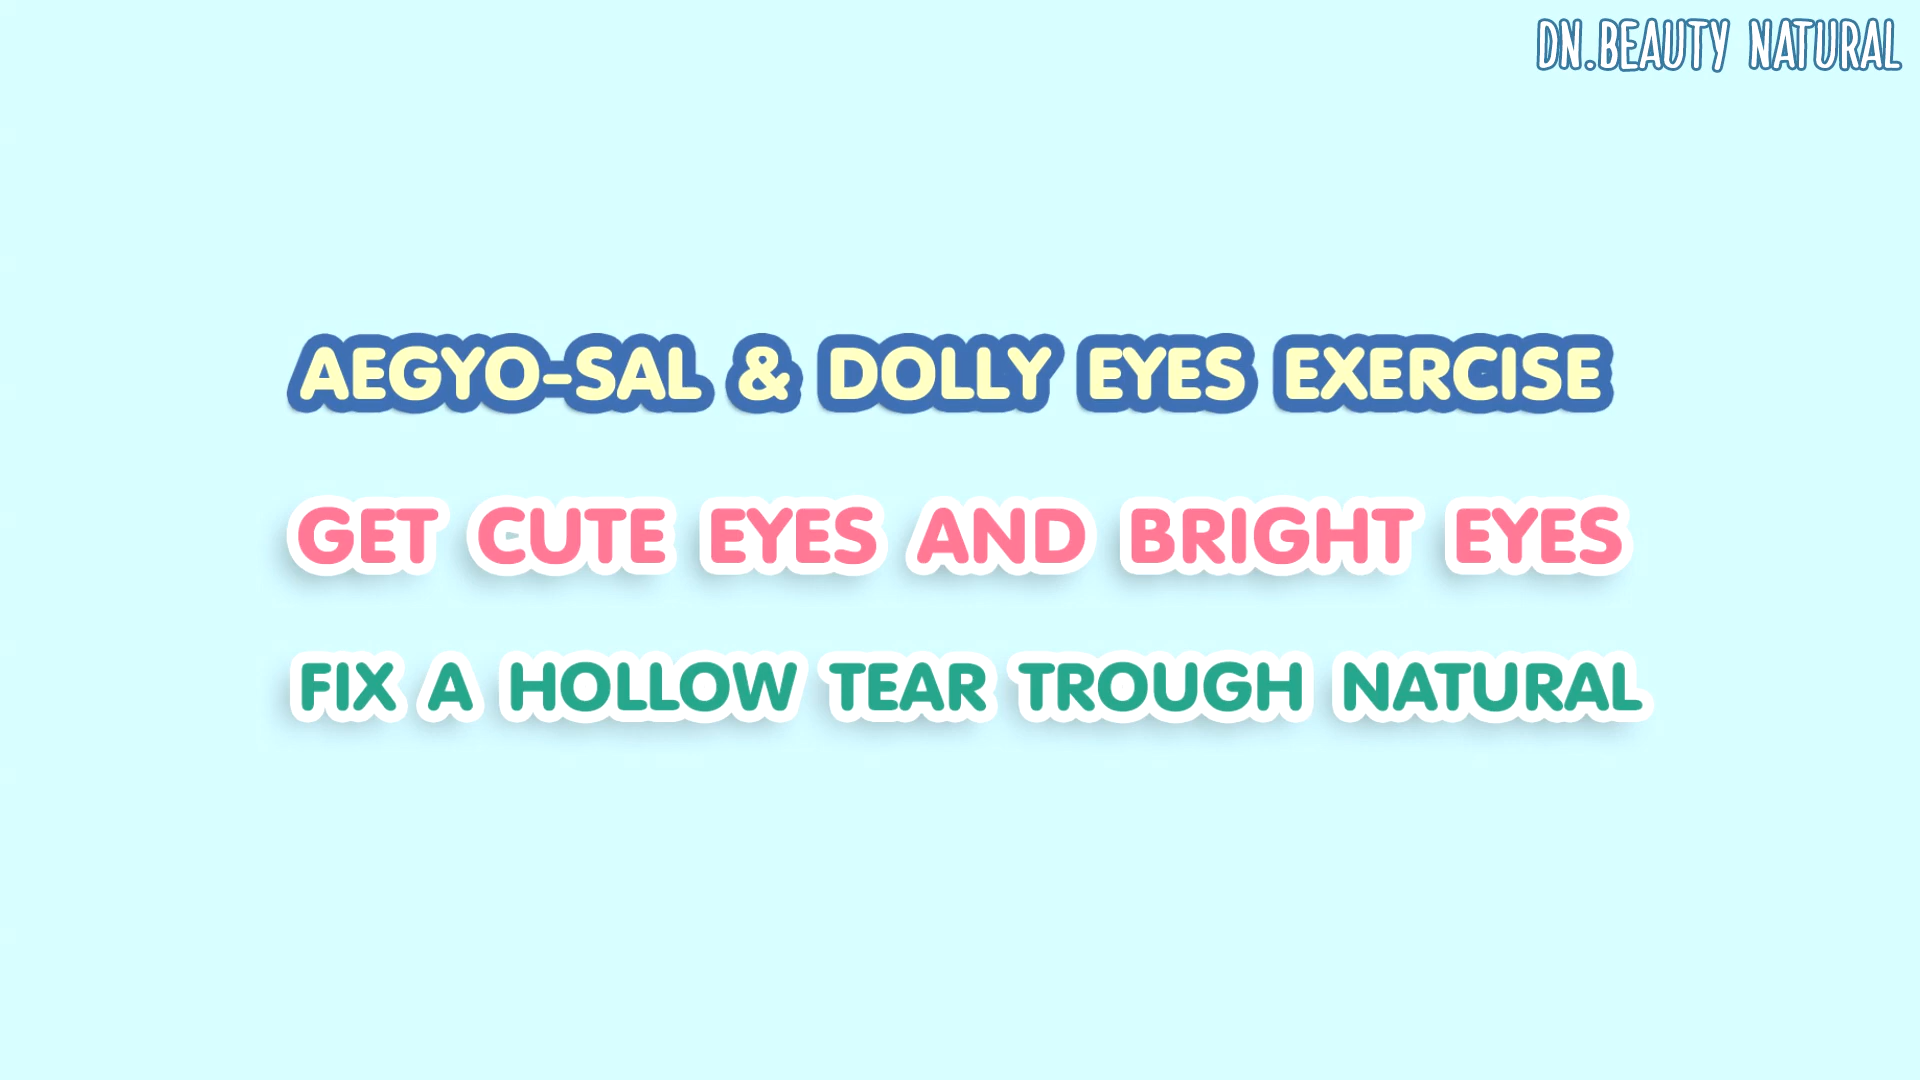 DN.BEAUTY NATURAL
AEGYO-SAL & DOLLY EYES EXERCISE
GET CUTE EYES AND BRIGHT EYES
FIX A HOLLOW TEAR TROUGH NATURAL